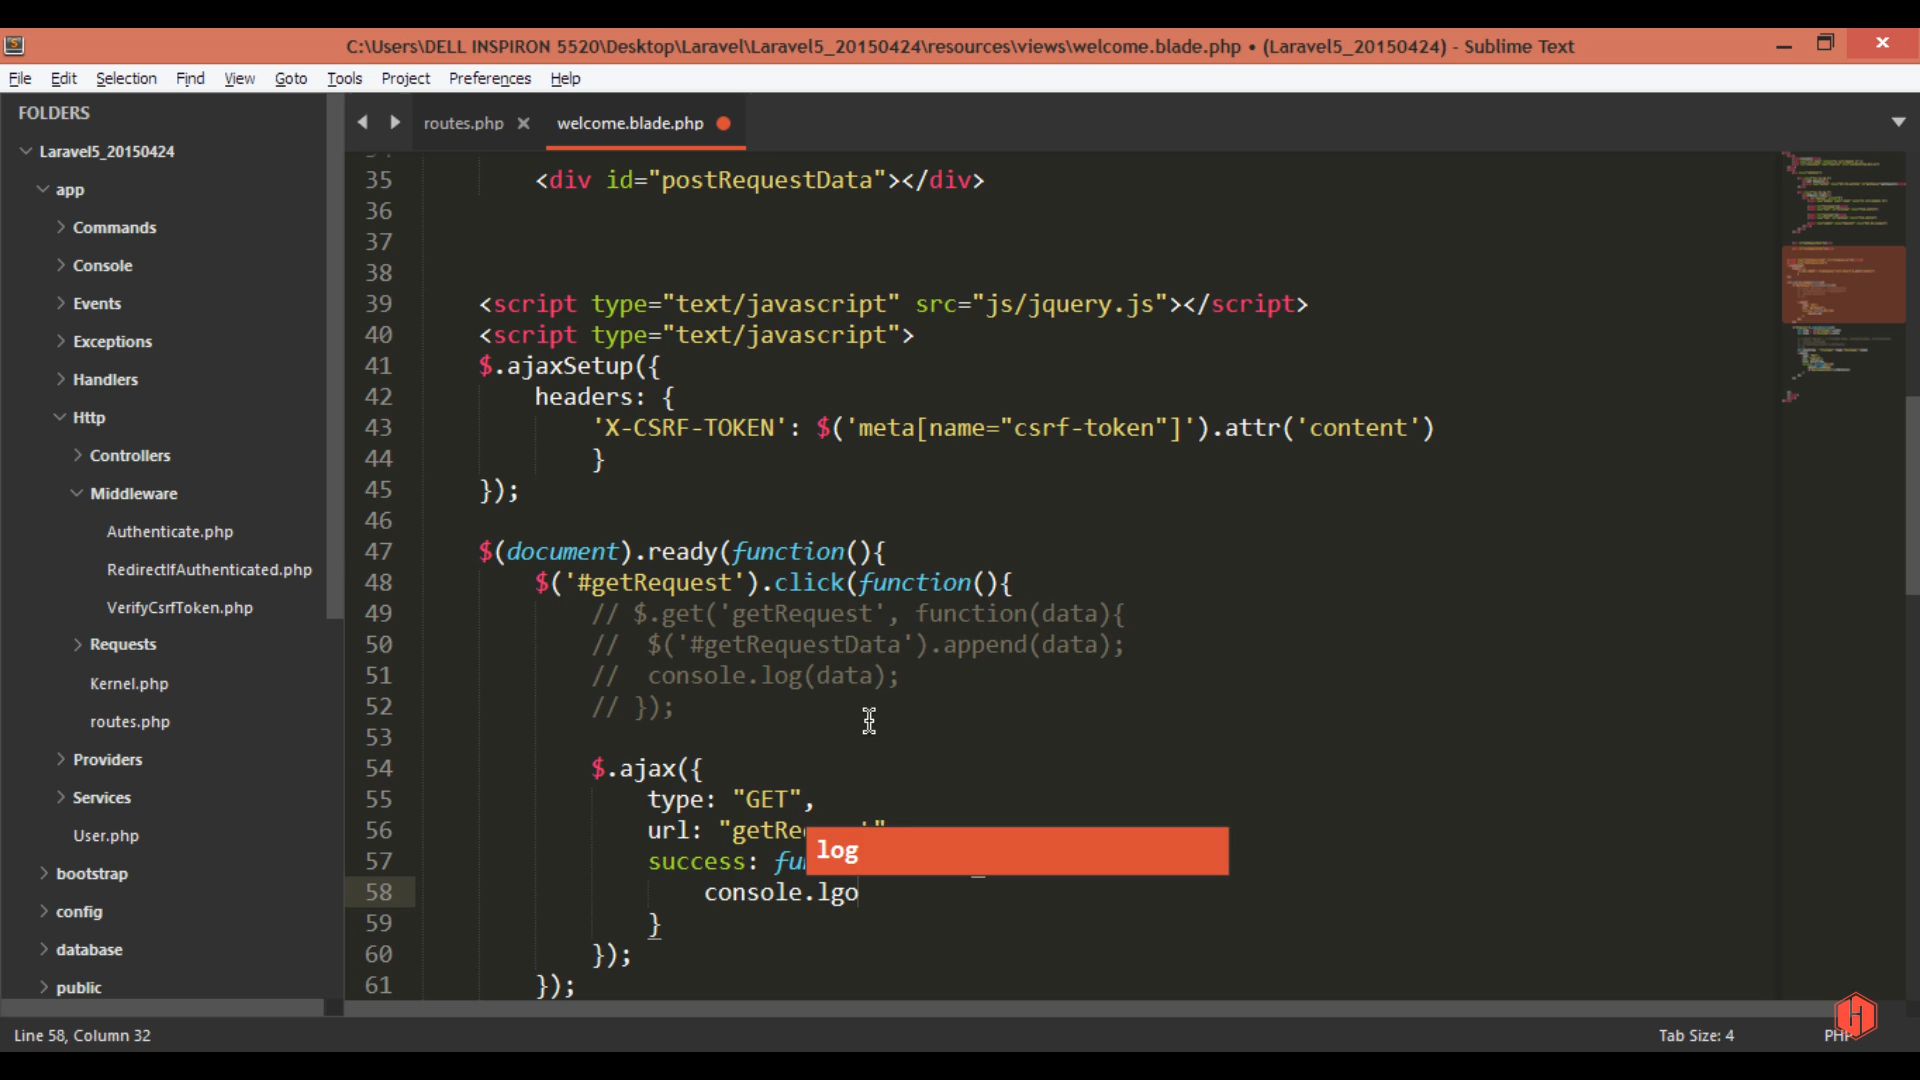 C:\Users\DELL INSPIRON 5520\Desktop\Laravel\Laravel5_20150424\resources\views\welcome.blade.php • (Laravel5_20150424) - Sublime Text
File Edit Selection Find View Goto Tools Project Preferences Help
FOLDERS
Laravel5_20150424
app
Commands
Console
Events
Exceptions
Handlers
Http
Controllers
Middleware
Authenticate.php
RedirectIfAuthenticated.php
VerifyCsrfToken.php
Requests
Kernel.php
routes.php
Providers
Services
User.php
bootstrap
config
database
public
routes.php welcome.blade.php
35 <div id="postRequestData"></div>
36
37
38
39 <script type="text/javascript" src="js/jquery.js"></script>
40 <script type="text/javascript">
41 $.ajaxSetup({
42 headers: {
43 'X-CSRF-TOKEN': $('meta[name="csrf-token"]').attr('content')
44 }
45 });
46
47 $(document).ready(function(){
48 $('#getRequest').click(function(){
49 // $.get('getRequest', function(data){
50 // $('#getRequestData').append(data);
51 // console.log(data);
52 // });
53
54 $.ajax({
55 type: "GET",
56 url: "getRe
57 success: fu
log
58 console.lgo
59 }
60 });
61 });
Line 58, Column 32
Tab Size: 4
PHP